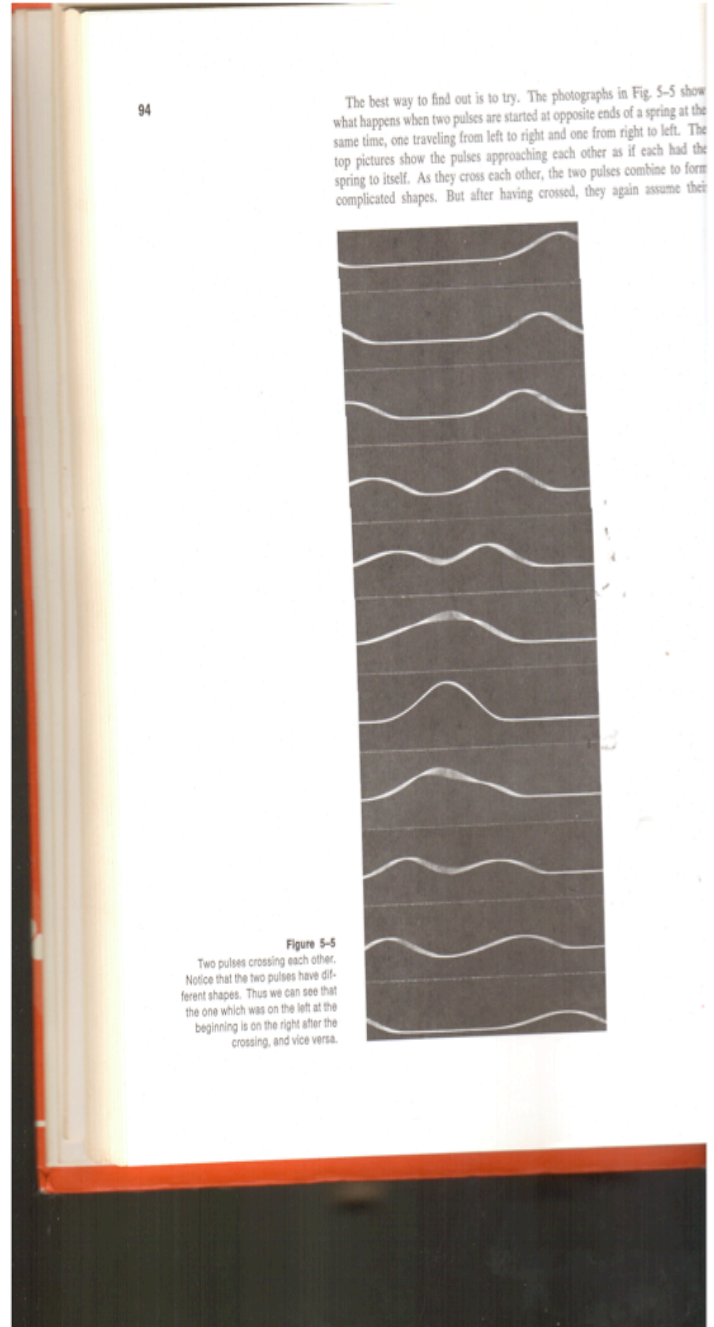 94
The best way to find out is to try. The photographs in Fig. 5–5 show
what happens when two pulses are started at opposite ends of a spring at the
same time, one traveling from left to right and one from right to left. The
top pictures show the pulses approaching each other as if each had the
spring to itself. As they cross each other, the two pulses combine to form
complicated shapes. But after having crossed, they again assume their
Figure 5–5
Two pulses crossing each other.
Notice that the two pulses have dif-
ferent shapes. Thus we can see that
the one which was on the left at the
beginning is on the right after the
crossing, and vice versa.